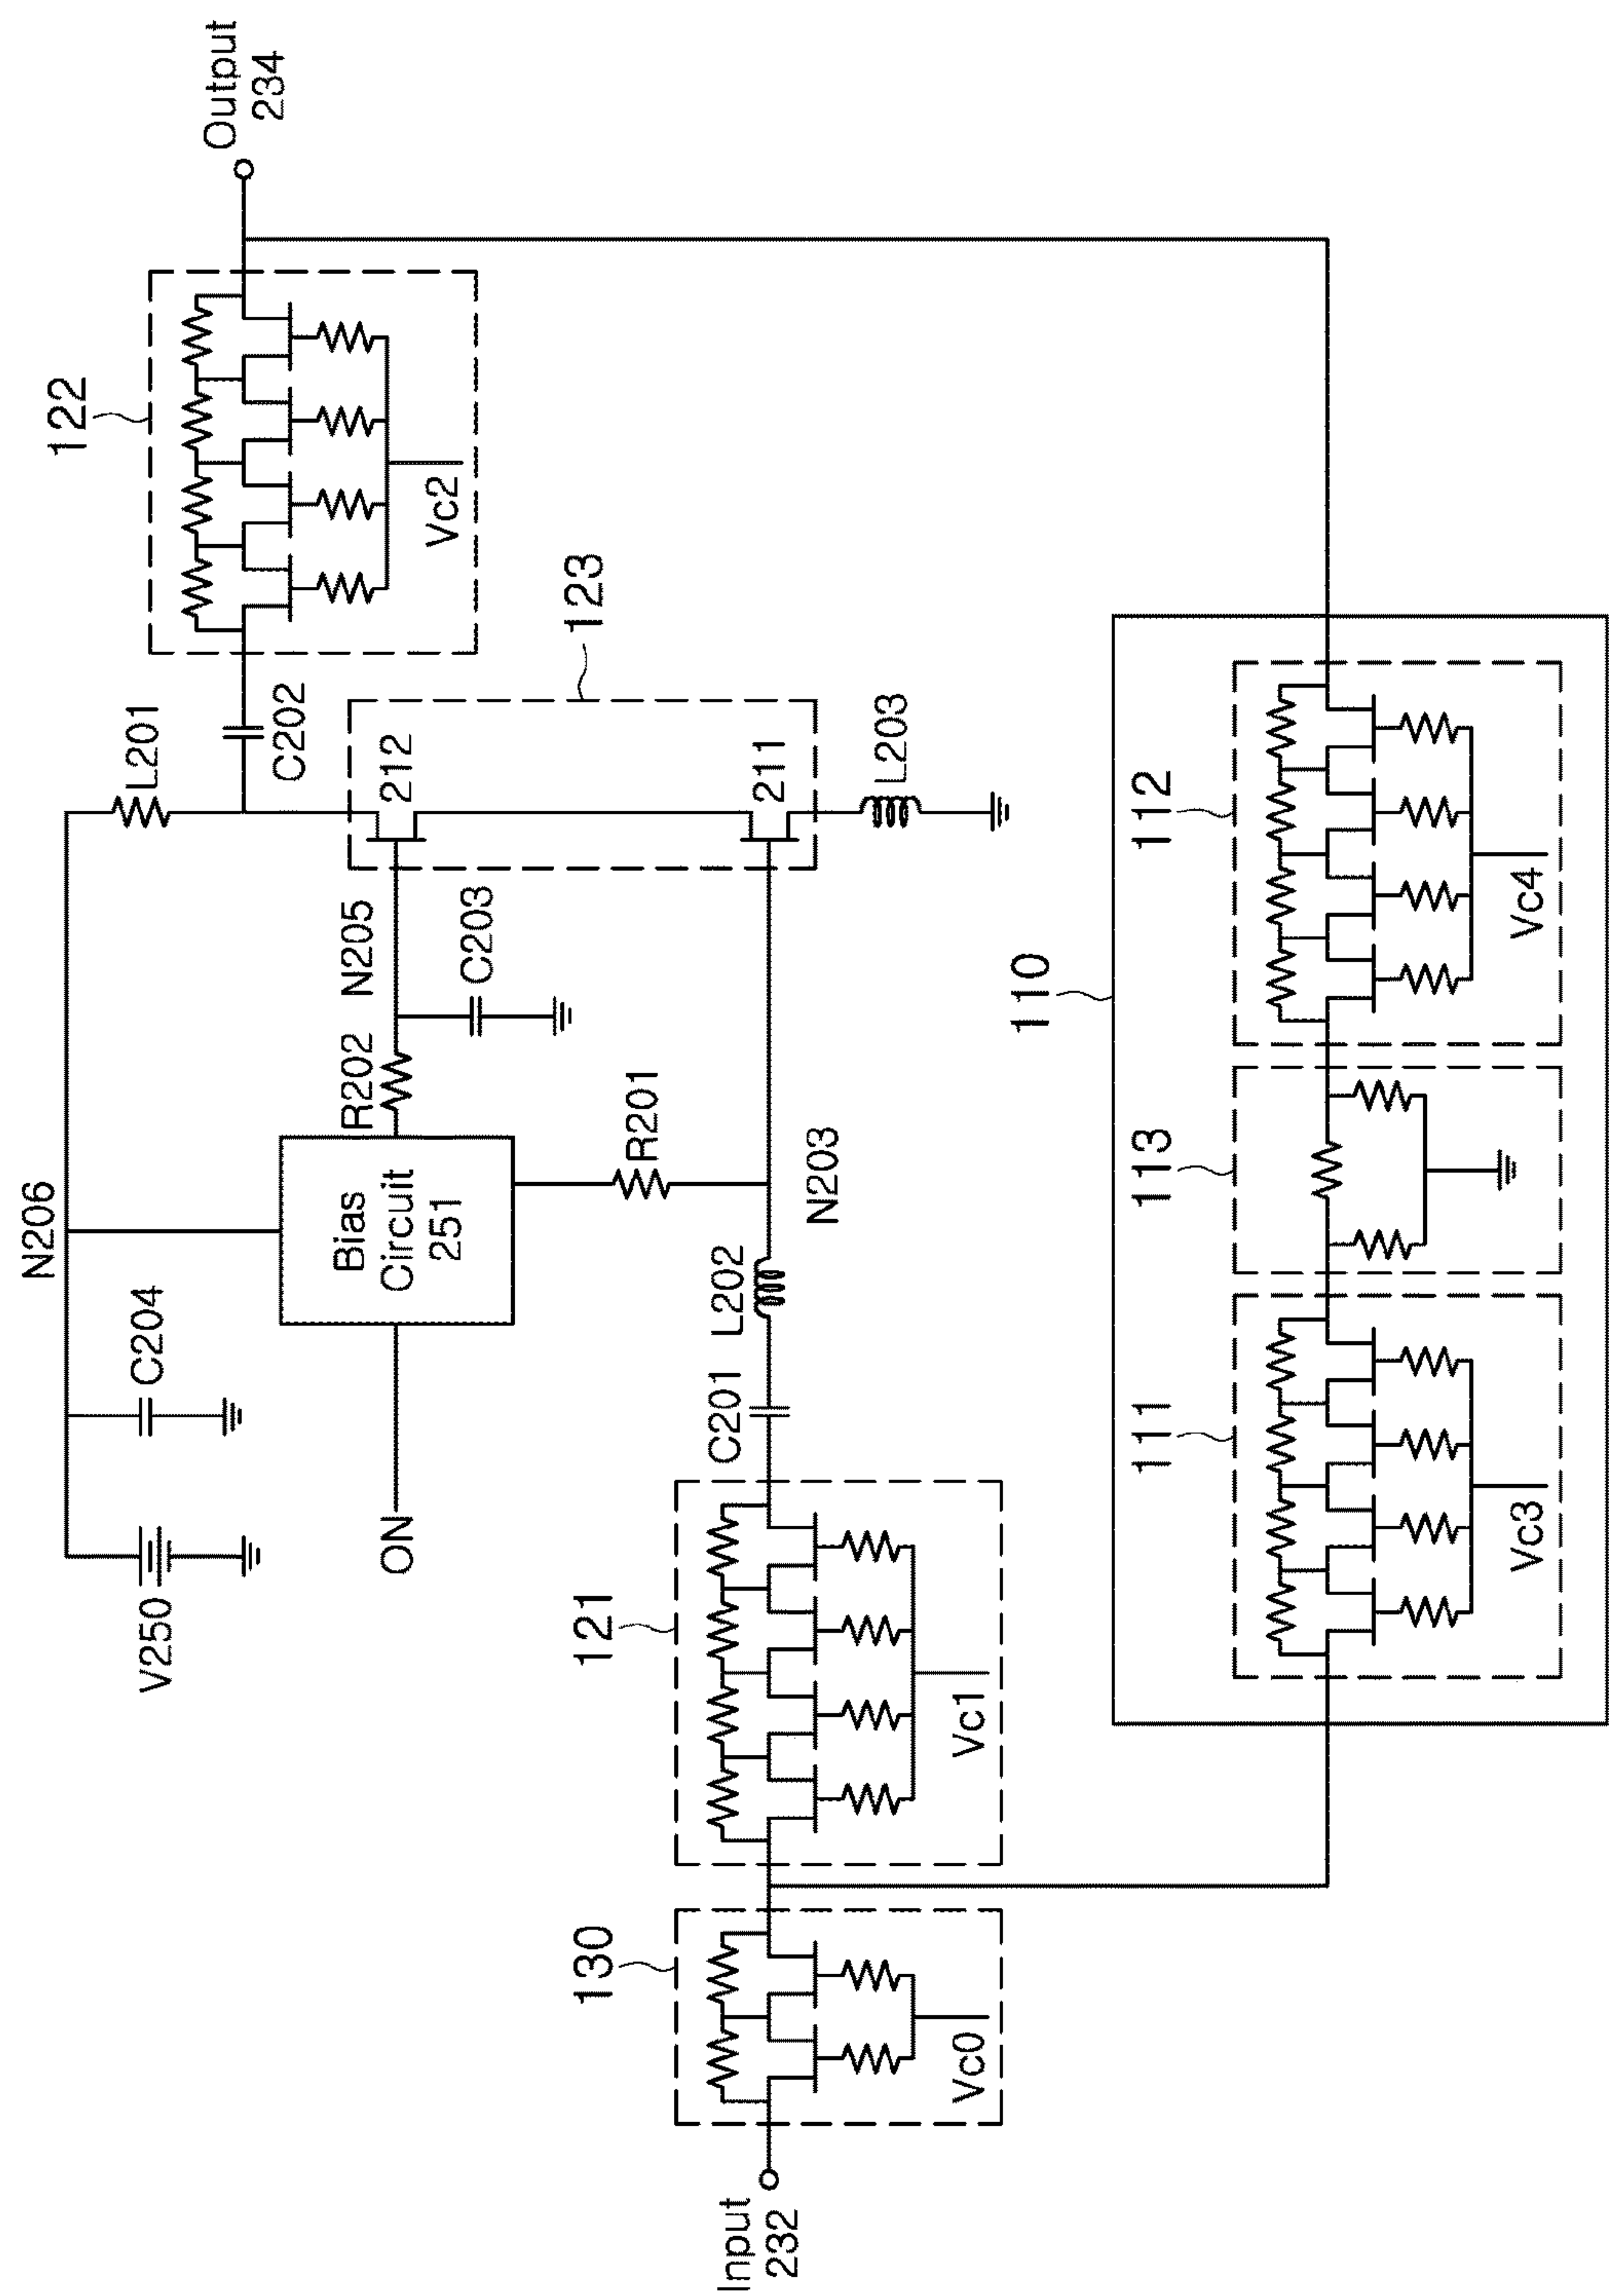 N206
V250
C204
L201
122
Output
234
ON
Bias
Circuit
251
R202
N205
C203
212
C202
Vc2
123
R201
211
L203
Input
232
130
Vc0
121
Vc1
C201
L202
N203
110
111
Vc3
113
112
Vc4